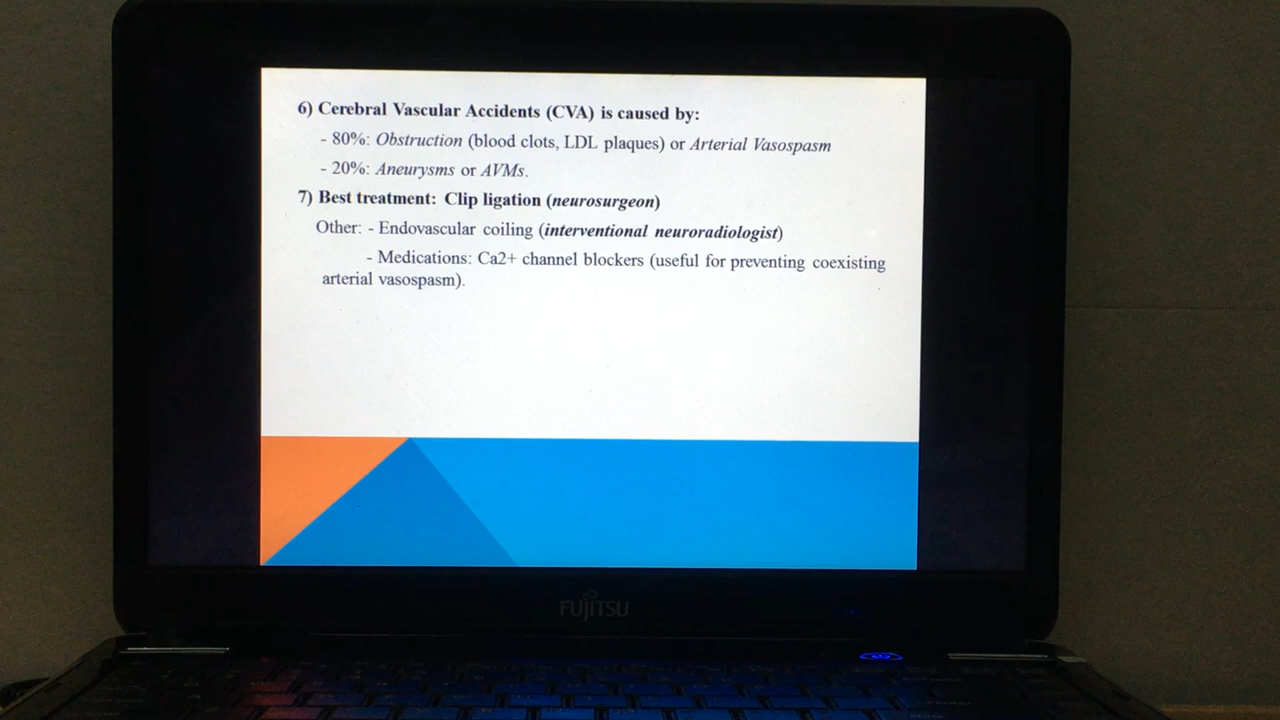 6) Cerebral Vascular Accidents (CVA) is caused by:
- 80%: Obstruction (blood clots, LDL plaques) or Arterial Vasospasm
- 20%: Aneurysms or AVMs.
7) Best treatment: Clip ligation (neurosurgeon)
Other: - Endovascular coiling (interventional neuroradiologist)
- Medications: Ca2+ channel blockers (useful for preventing coexisting
arterial vasospasm).
FUJITSU